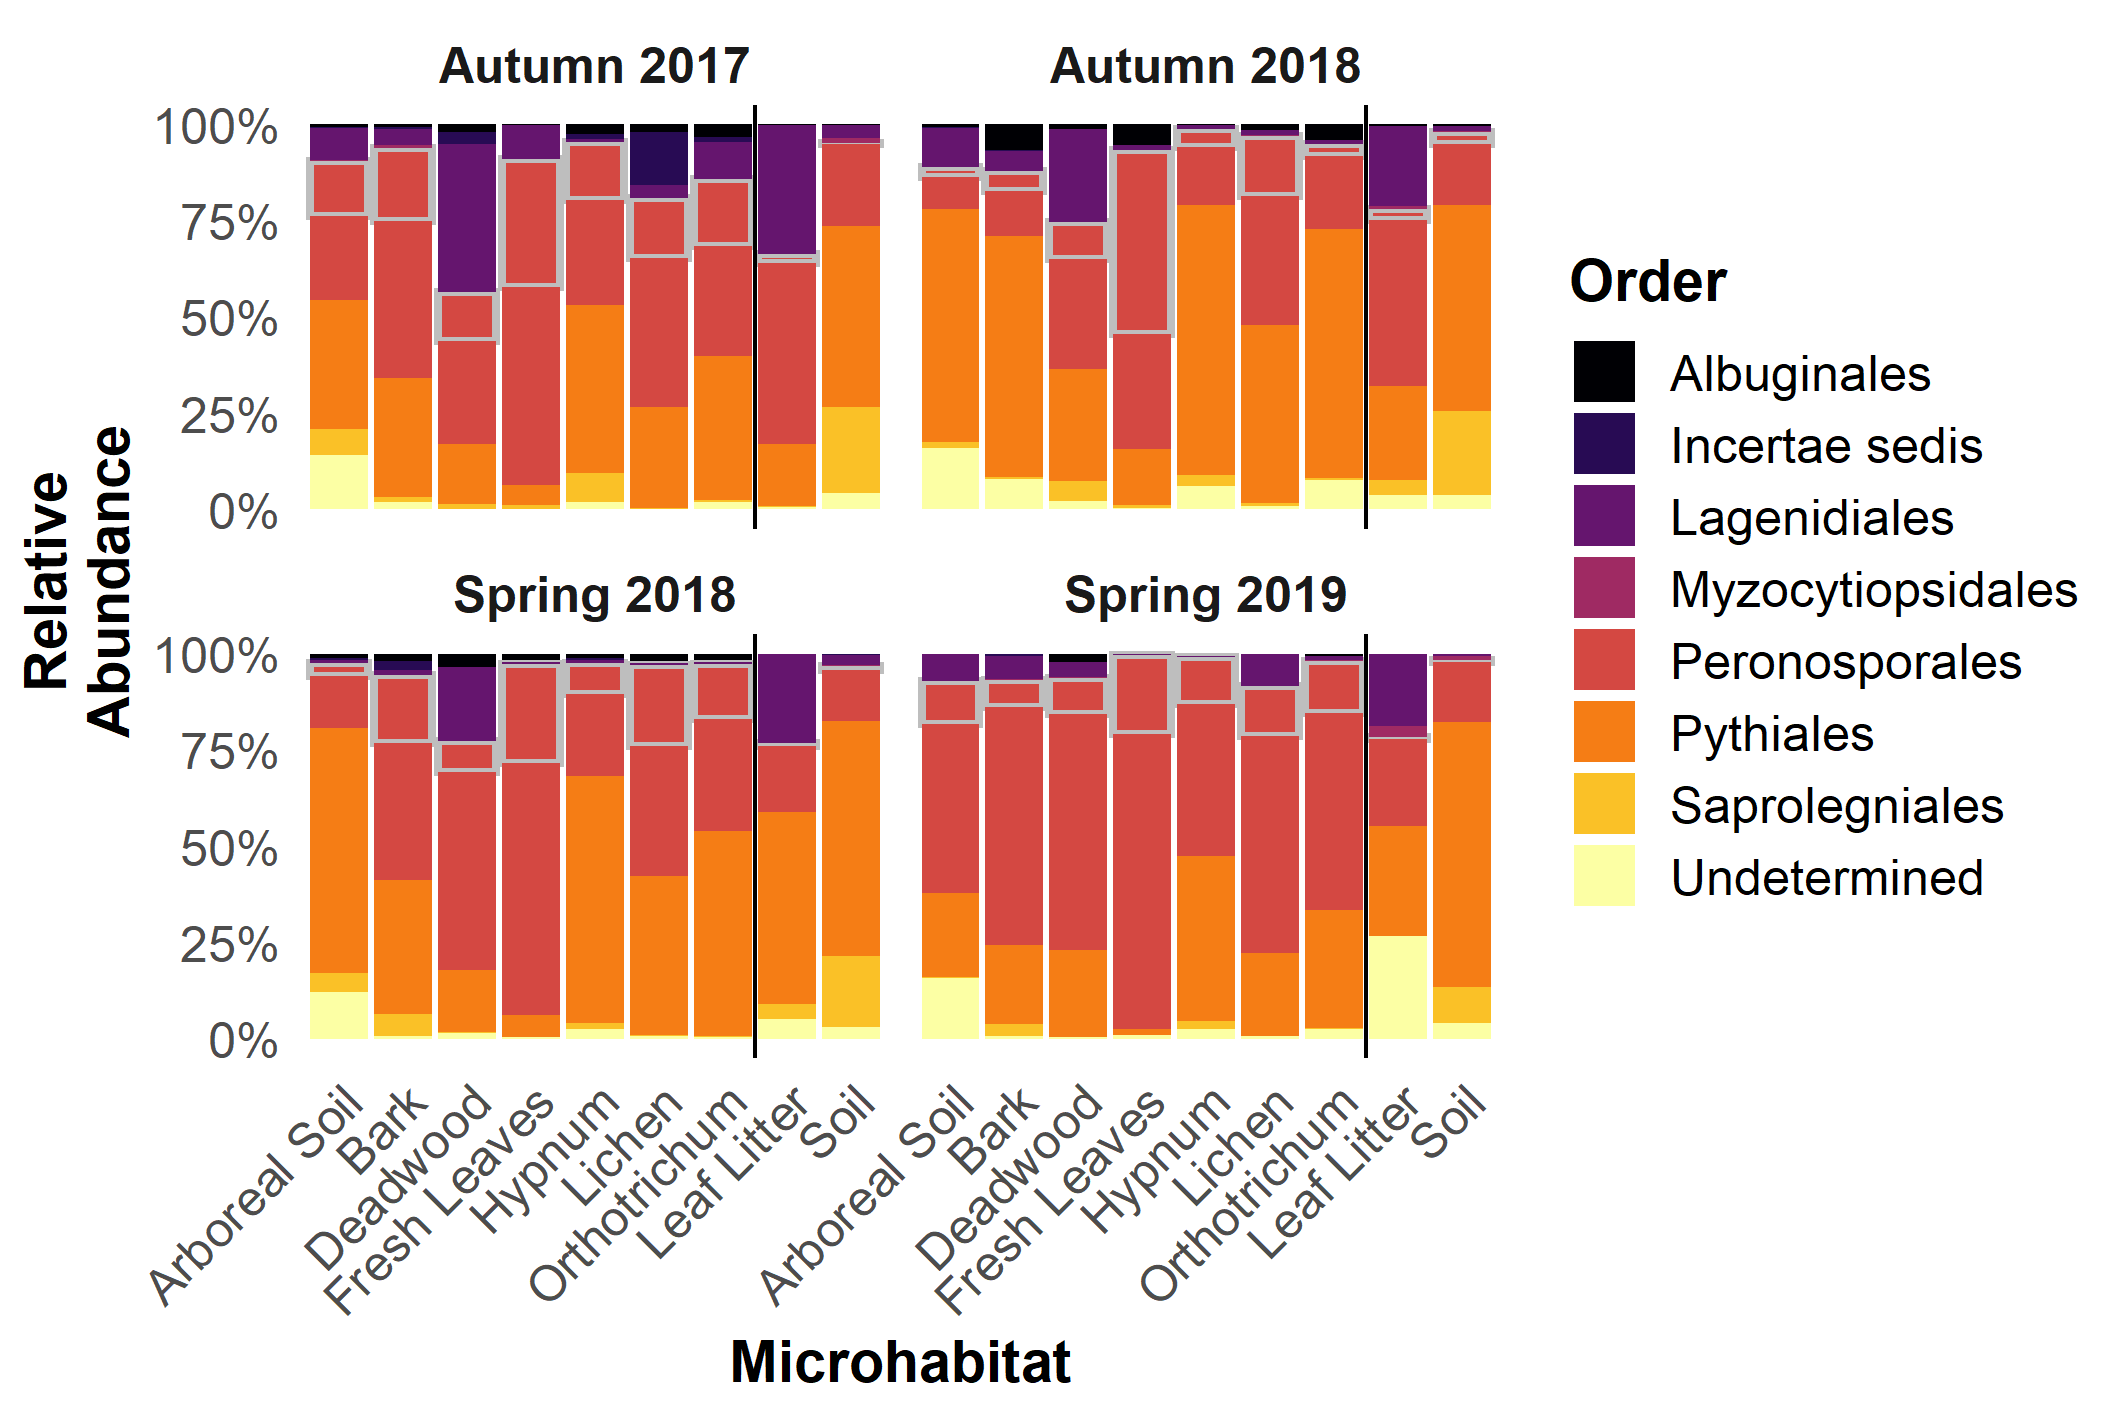 Autumn 2017
Autumn 2018
100%
75%
50%
25%
0%
Spring 2018
Spring 2019
100%
75%
50%
25%
0%
Relative
Abundance
Arboreal Soil
Bark
Deadwood
Fresh Leaves
Hypnum
Lichen
Orthotrichum
Leaf Litter
Soil
Arboreal Soil
Bark
Deadwood
Fresh Leaves
Hypnum
Lichen
Orthotrichum
Leaf Litter
Soil
Microhabitat
Order
Albuginales
Incertae sedis
Lagenidiales
Myzocytiopsidales
Peronosporales
Pythiales
Saprolegniales
Undetermined